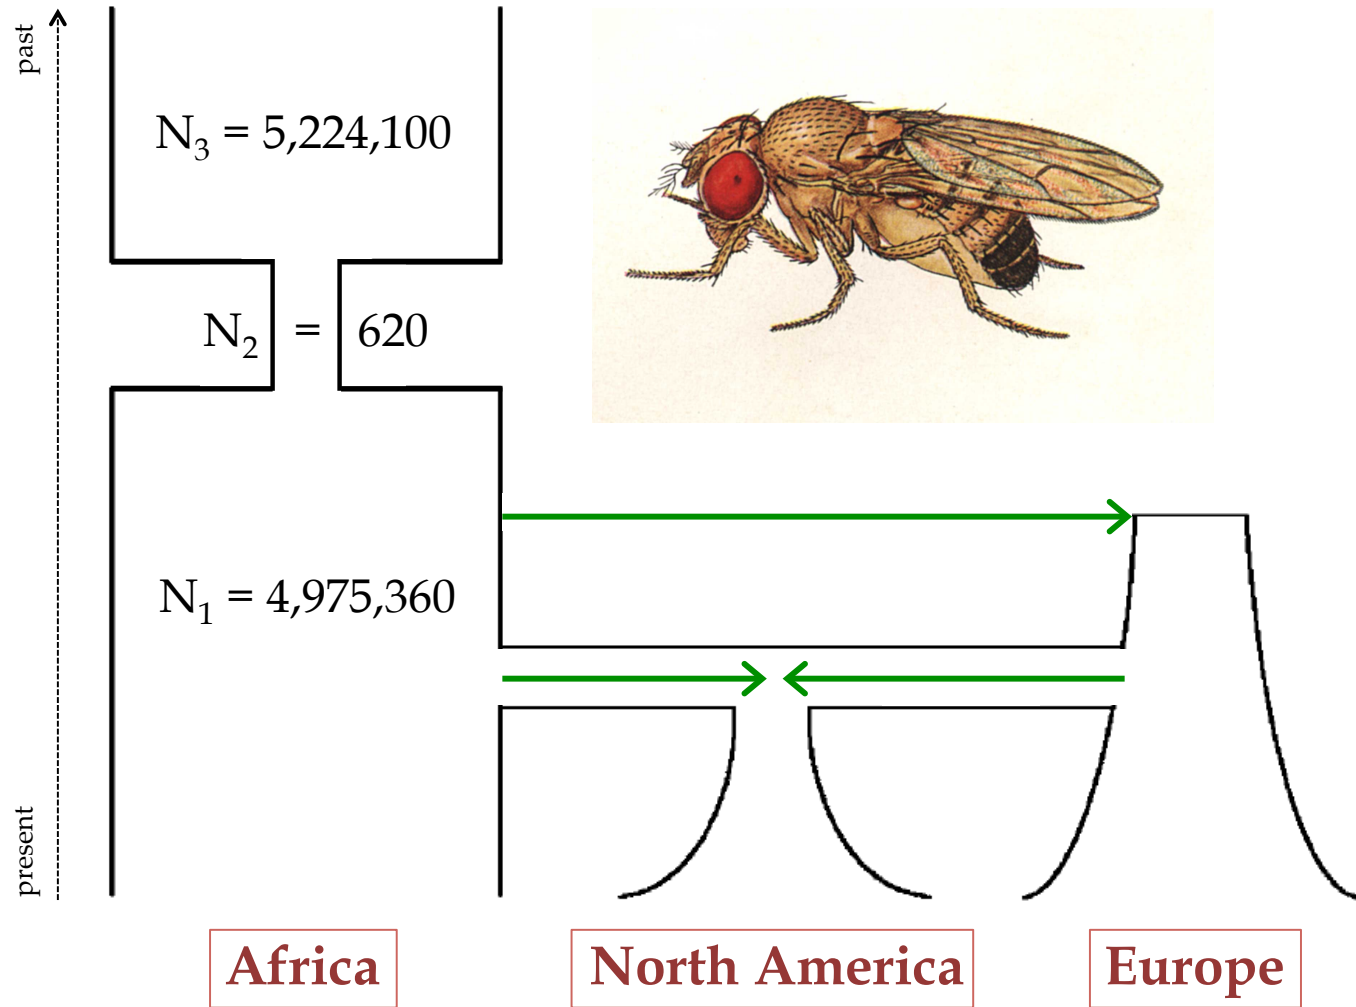 past
N₃ = 5,224,100
N₂ = 620
N₁ = 4,975,360
present
Africa
North America
Europe